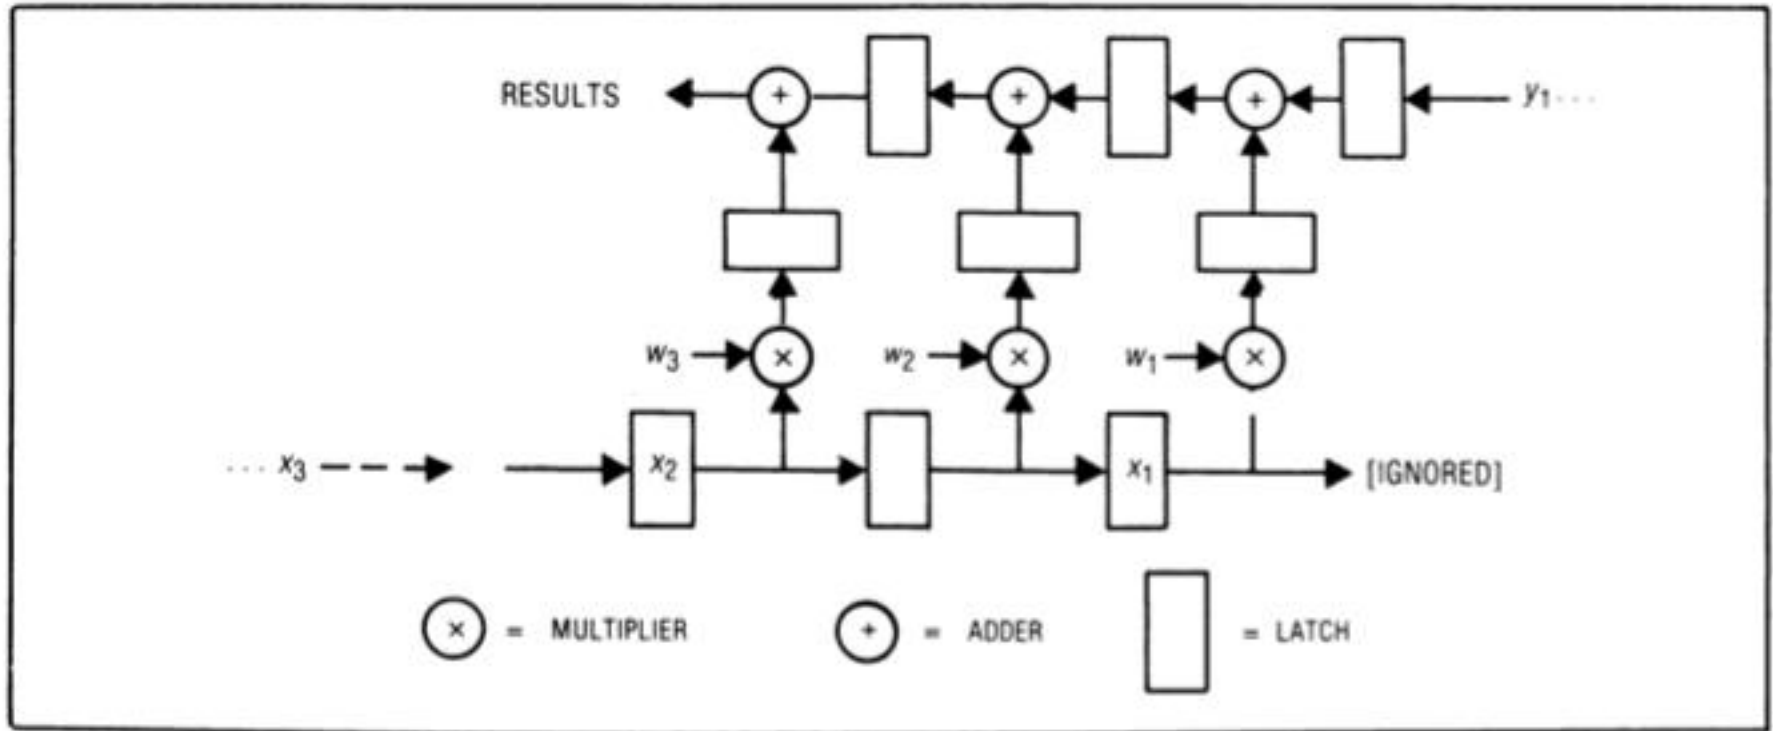 RESULTS
y₁ ...
w₃ × w₂ × w₁ ×
+ + +
... x₃ x₂ x₁ [IGNORED]
× = MULTIPLIER + = ADDER = LATCH